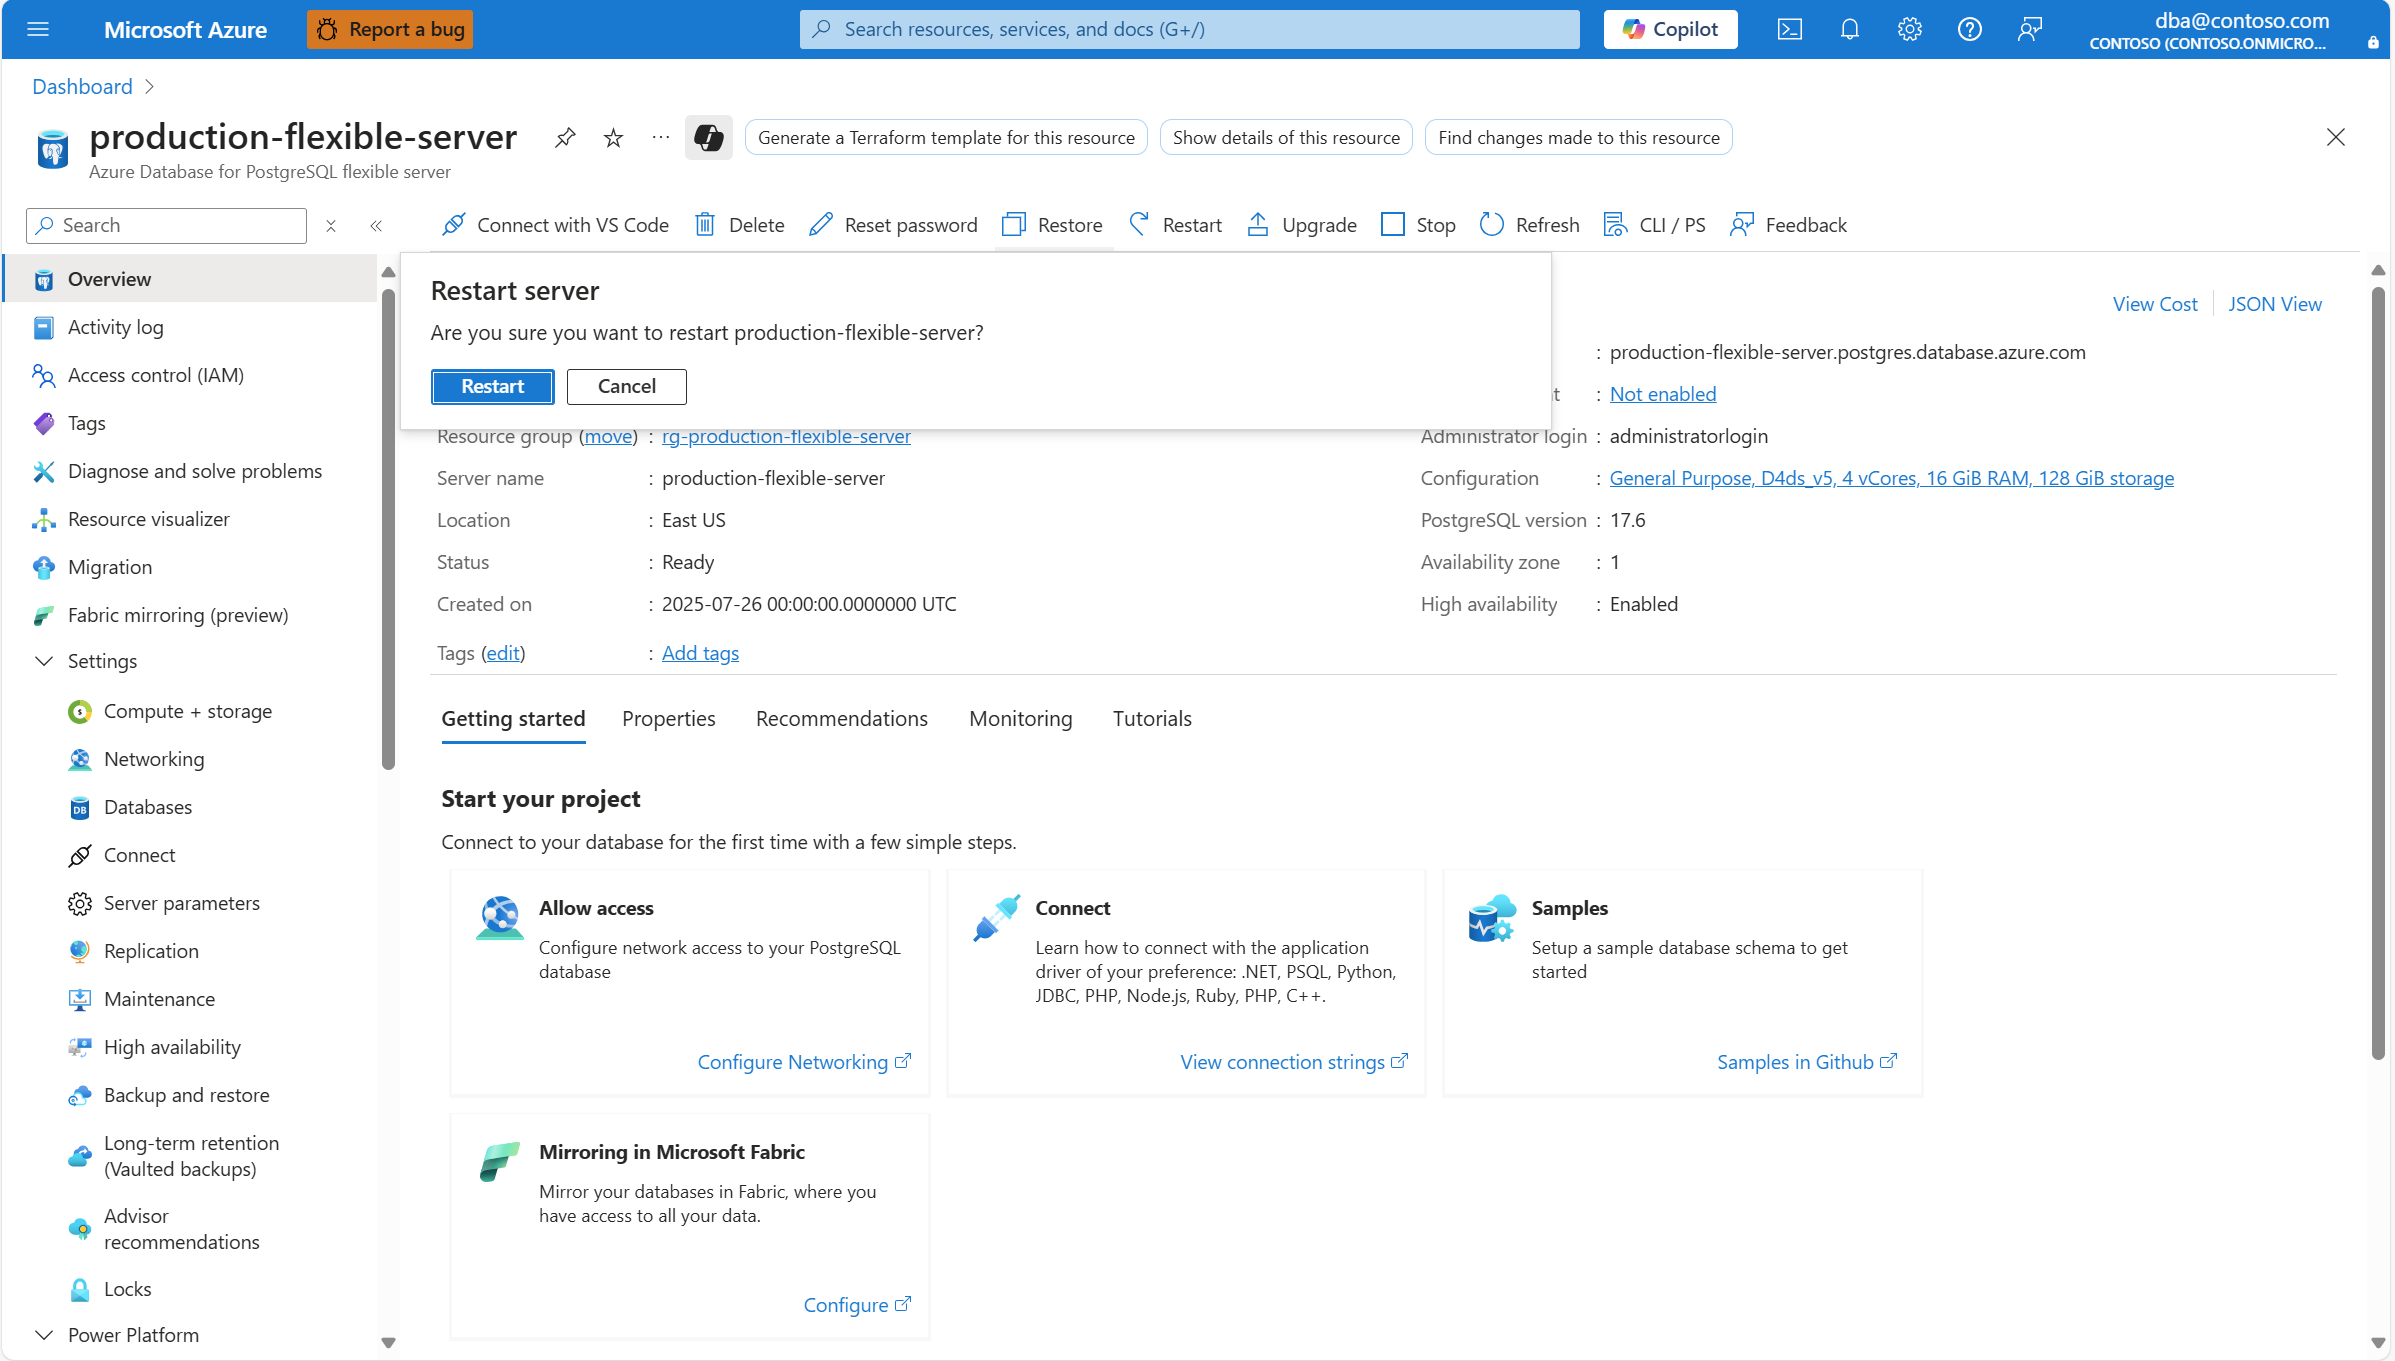 Microsoft Azure
Report a bug
Search resources, services, and docs (G+/)
Copilot
dba@contoso.com
CONTOSO (CONTOSO.ONMICRO...
Dashboard
production-flexible-server
Azure Database for PostgreSQL flexible server
Generate a Terraform template for this resource
Show details of this resource
Find changes made to this resource
Search
Connect with VS Code
Delete
Reset password
Restore
Restart
Upgrade
Stop
Refresh
CLI / PS
Feedback
Overview
Activity log
Access control (IAM)
Tags
Diagnose and solve problems
Resource visualizer
Migration
Fabric mirroring (preview)
Settings
Compute + storage
Networking
Databases
Connect
Server parameters
Replication
Maintenance
High availability
Backup and restore
Long-term retention
(Vaulted backups)
Advisor
recommendations
Locks
Power Platform
Restart server
Are you sure you want to restart production-flexible-server?
Restart
Cancel
View Cost
JSON View
: production-flexible-server.postgres.database.azure.com
t : Not enabled
Resource group (move) : rg-production-flexible-server
Administrator login : administratorlogin
Server name : production-flexible-server
Configuration : General Purpose, D4ds_v5, 4 vCores, 16 GiB RAM, 128 GiB storage
Location : East US
PostgreSQL version : 17.6
Status : Ready
Availability zone : 1
Created on : 2025-07-26 00:00:00.0000000 UTC
High availability : Enabled
Tags (edit) : Add tags
Getting started
Properties
Recommendations
Monitoring
Tutorials
Start your project
Connect to your database for the first time with a few simple steps.
Allow access
Configure network access to your PostgreSQL
database
Configure Networking
Connect
Learn how to connect with the application
driver of your preference: .NET, PSQL, Python,
JDBC, PHP, Node.js, Ruby, PHP, C++.
View connection strings
Samples
Setup a sample database schema to get
started
Samples in Github
Mirroring in Microsoft Fabric
Mirror your databases in Fabric, where you
have access to all your data.
Configure